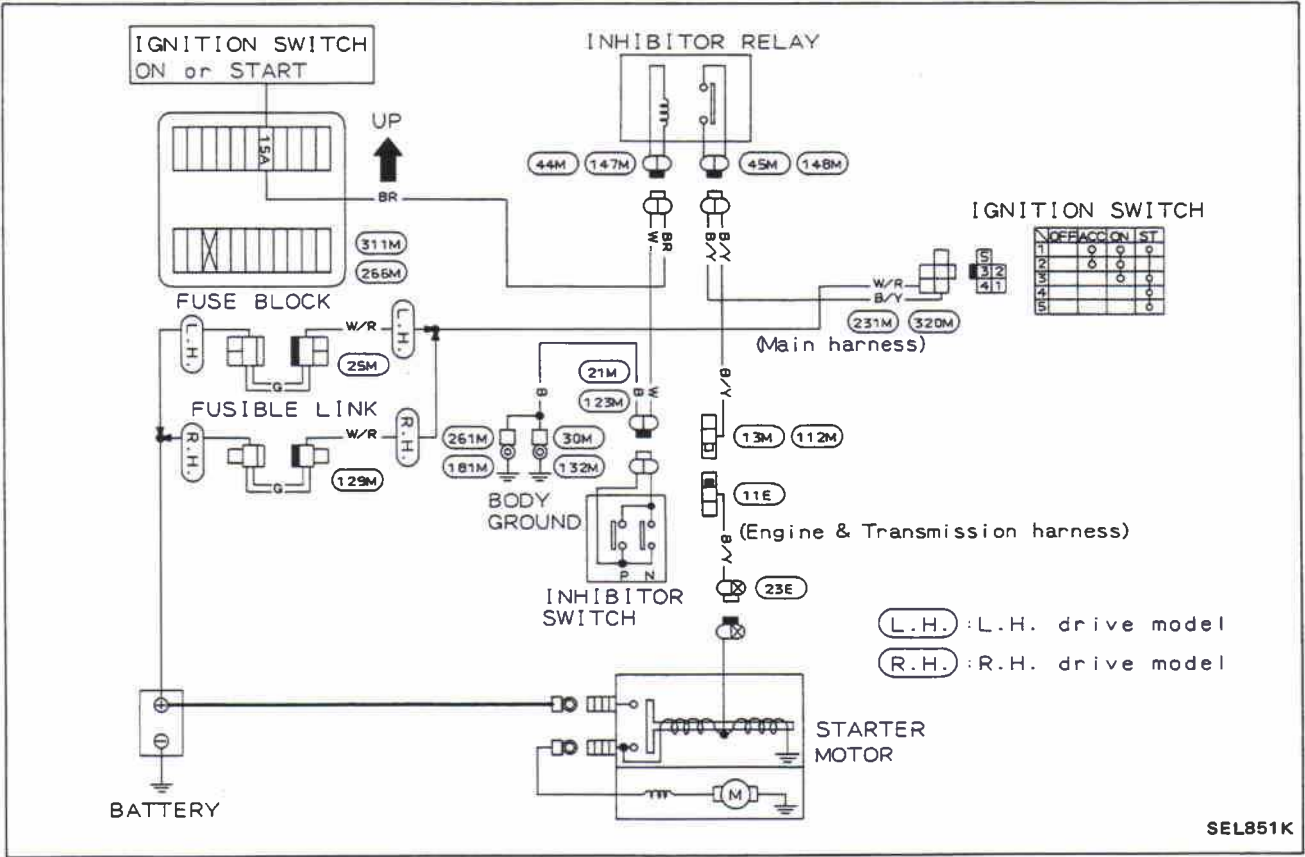 IGNITION SWITCH
ON or START
INHIBITOR RELAY
UP
15A
BR
44M 147M
45M 148M
IGNITION SWITCH
OFF ACC ON ST
1
2
3
4
5
5
3 2
4 1
W BR
B/Y B/Y
311M
266M
FUSE BLOCK
W/R
B/Y
231M 320M
(Main harness)
L.H.
W/R
L.H.
25M
G
FUSIBLE LINK
R.H.
W/R
R.H.
129M
G
B
21M
123M
B W
B/Y
261M
181M
30M
132M
BODY
GROUND
13M 112M
11E
(Engine & Transmission harness)
B/Y
P N
INHIBITOR
SWITCH
23E
L.H. : L.H. drive model
R.H. : R.H. drive model
+
−
BATTERY
STARTER
MOTOR
M
SEL851K